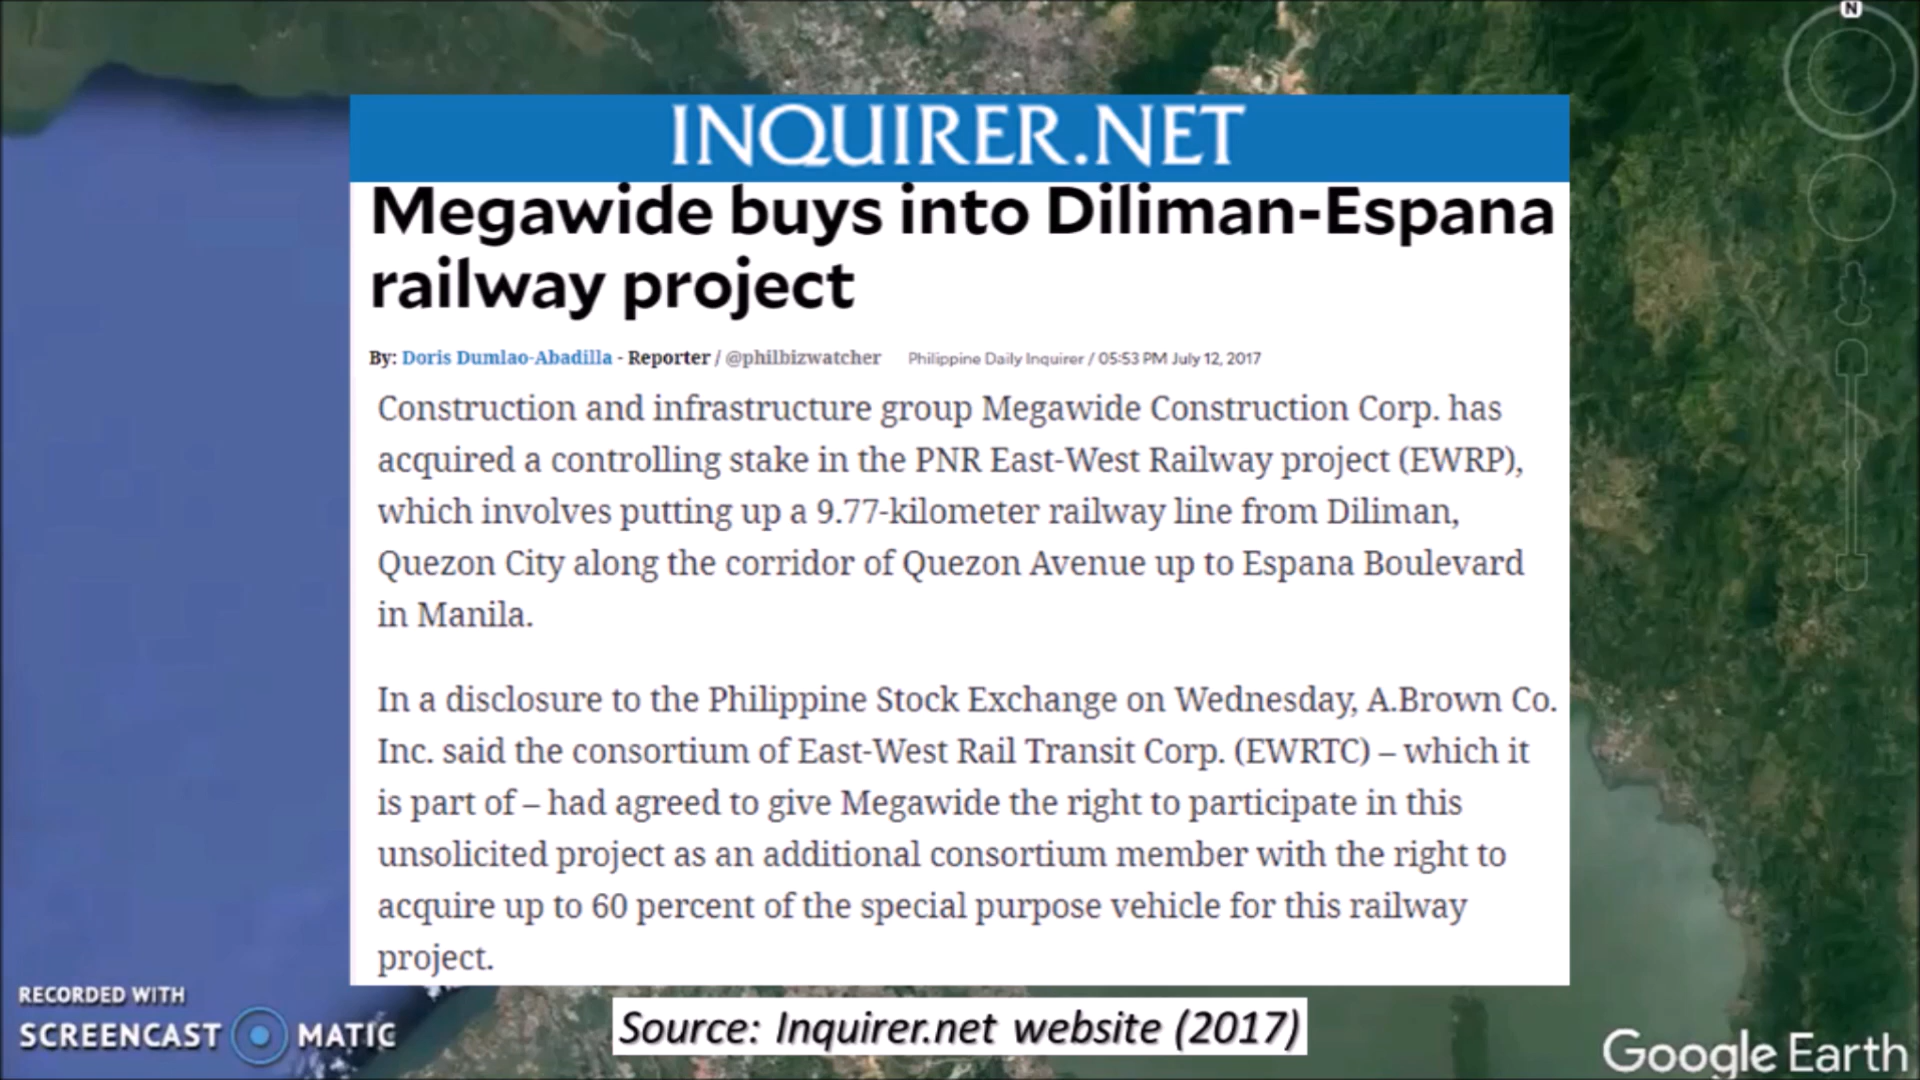 N
INQUIRER.NET
Megawide buys into Diliman-Espana
railway project
By: Doris Dumlao-Abadilla - Reporter / @philbizwatcher Philippine Daily Inquirer / 05:53 PM July 12, 2017
Construction and infrastructure group Megawide Construction Corp. has
acquired a controlling stake in the PNR East-West Railway project (EWRP),
which involves putting up a 9.77-kilometer railway line from Diliman,
Quezon City along the corridor of Quezon Avenue up to Espana Boulevard
in Manila.
In a disclosure to the Philippine Stock Exchange on Wednesday, A.Brown Co.
Inc. said the consortium of East-West Rail Transit Corp. (EWRTC) – which it
is part of – had agreed to give Megawide the right to participate in this
unsolicited project as an additional consortium member with the right to
acquire up to 60 percent of the special purpose vehicle for this railway
project.
RECORDED WITH
SCREENCAST MATIC
Source: Inquirer.net website (2017)
Google Earth